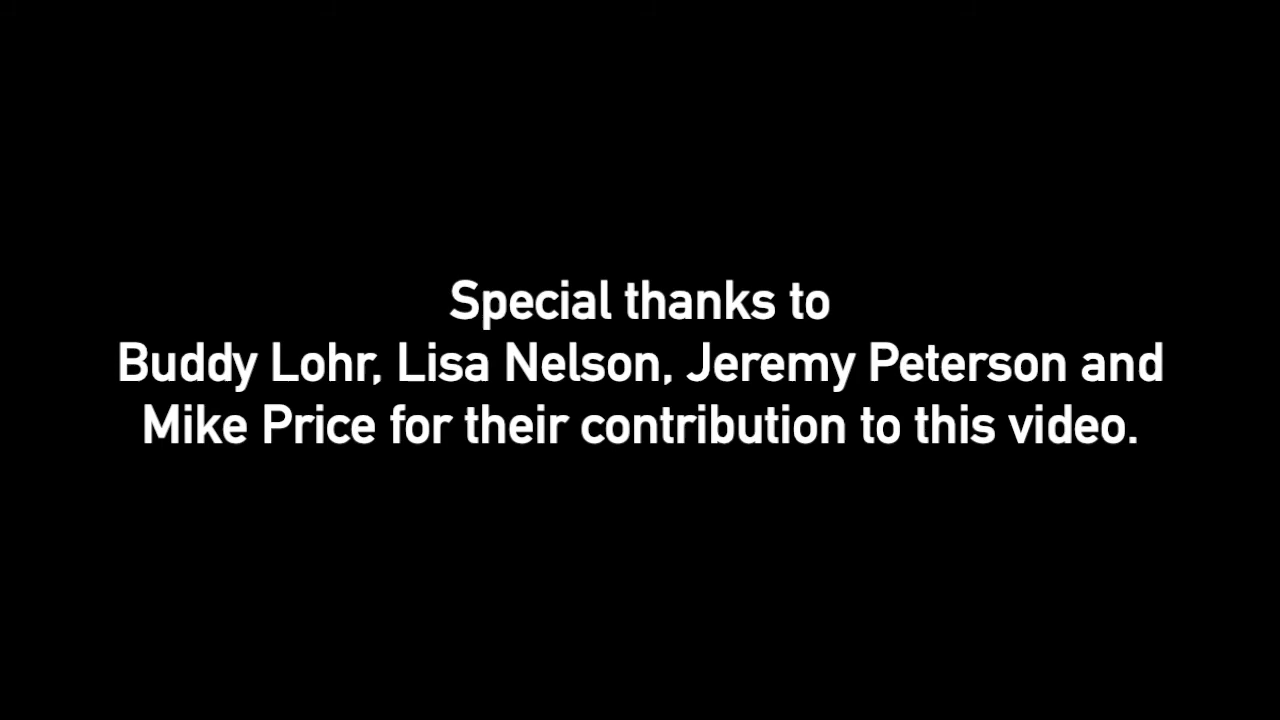 Special thanks to
Buddy Lohr, Lisa Nelson, Jeremy Peterson and
Mike Price for their contribution to this video.